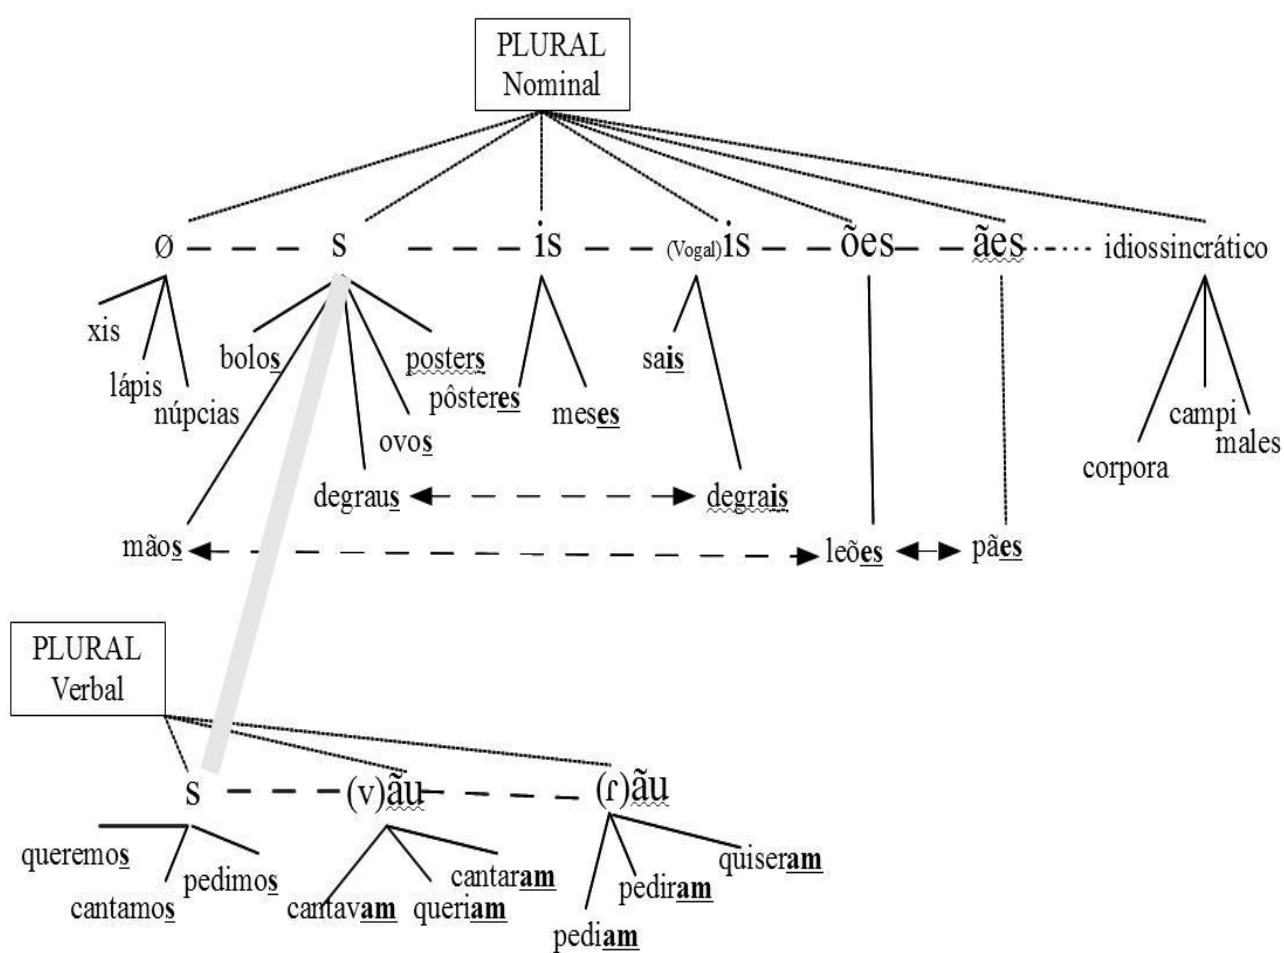 PLURAL
Nominal
Ø s is (Vogal)is ões ães idiossincrático
xis
lápis
núpcias
bolos
posters
pôsteres
meses
ovos
degraus
mãos
sais
degrais
leões
pães
corpora
campi
males
PLURAL
Verbal
s (v)ãu (ɾ)ãu
queremos
cantamos
pedimos
cantavam
queriam
cantaram
pediam
pediram
quiseram